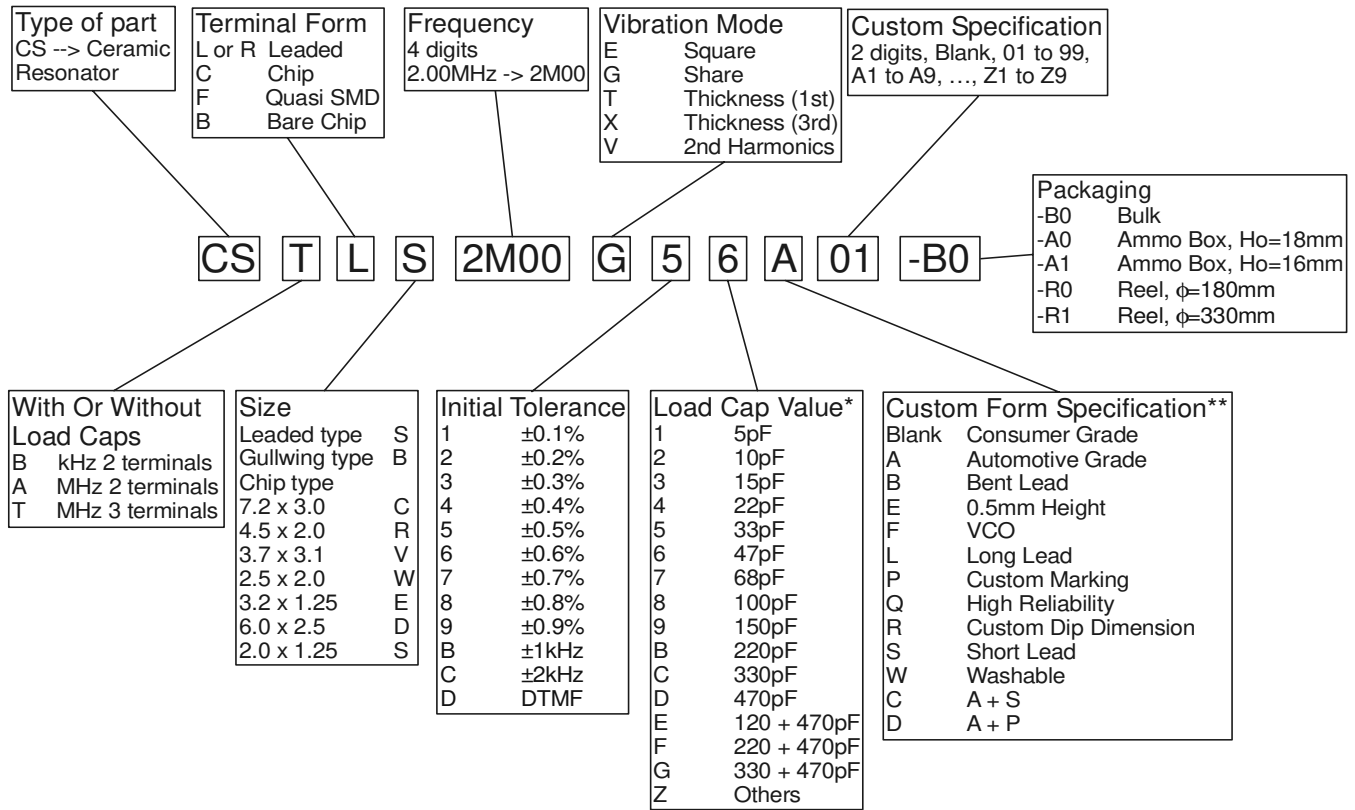 Type of part
CS --> Ceramic
Resonator
Terminal Form
L or R Leaded
C Chip
F Quasi SMD
B Bare Chip
Frequency
4 digits
2.00MHz -> 2M00
Vibration Mode
E Square
G Share
T Thickness (1st)
X Thickness (3rd)
V 2nd Harmonics
Custom Specification
2 digits, Blank, 01 to 99,
A1 to A9, …, Z1 to Z9
Packaging
-B0 Bulk
-A0 Ammo Box, Ho=18mm
-A1 Ammo Box, Ho=16mm
-R0 Reel, ϕ=180mm
-R1 Reel, ϕ=330mm
CS T L S 2M00 G 5 6 A 01 -B0
With Or Without
Load Caps
B kHz 2 terminals
A MHz 2 terminals
T MHz 3 terminals
Size
Leaded type S
Gullwing type B
Chip type
7.2 x 3.0 C
4.5 x 2.0 R
3.7 x 3.1 V
2.5 x 2.0 W
3.2 x 1.25 E
6.0 x 2.5 D
2.0 x 1.25 S
Initial Tolerance
1 ±0.1%
2 ±0.2%
3 ±0.3%
4 ±0.4%
5 ±0.5%
6 ±0.6%
7 ±0.7%
8 ±0.8%
9 ±0.9%
B ±1kHz
C ±2kHz
D DTMF
Load Cap Value*
1 5pF
2 10pF
3 15pF
4 22pF
5 33pF
6 47pF
7 68pF
8 100pF
9 150pF
B 220pF
C 330pF
D 470pF
E 120 + 470pF
F 220 + 470pF
G 330 + 470pF
Z Others
Custom Form Specification**
Blank Consumer Grade
A Automotive Grade
B Bent Lead
E 0.5mm Height
F VCO
L Long Lead
P Custom Marking
Q High Reliability
R Custom Dip Dimension
S Short Lead
W Washable
C A + S
D A + P